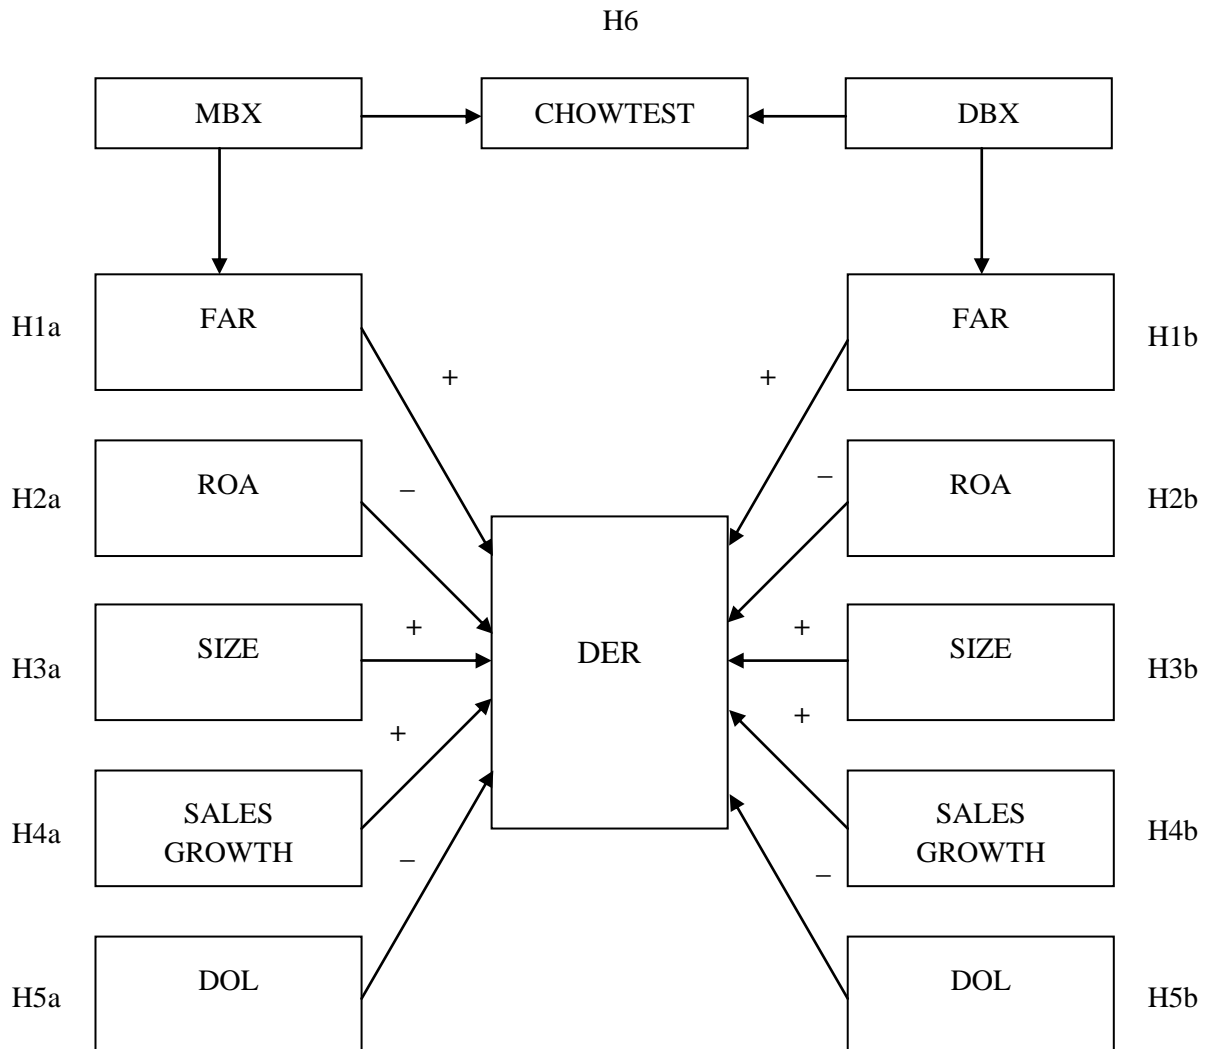 H6
MBX
CHOWTEST
DBX
FAR
FAR
H1a
H1b
+
+
ROA
ROA
H2a
–
–
H2b
SIZE
+
+
SIZE
H3a
DER
H3b
+
+
SALES
GROWTH
SALES
GROWTH
H4a
H4b
–
–
DOL
DOL
H5a
H5b